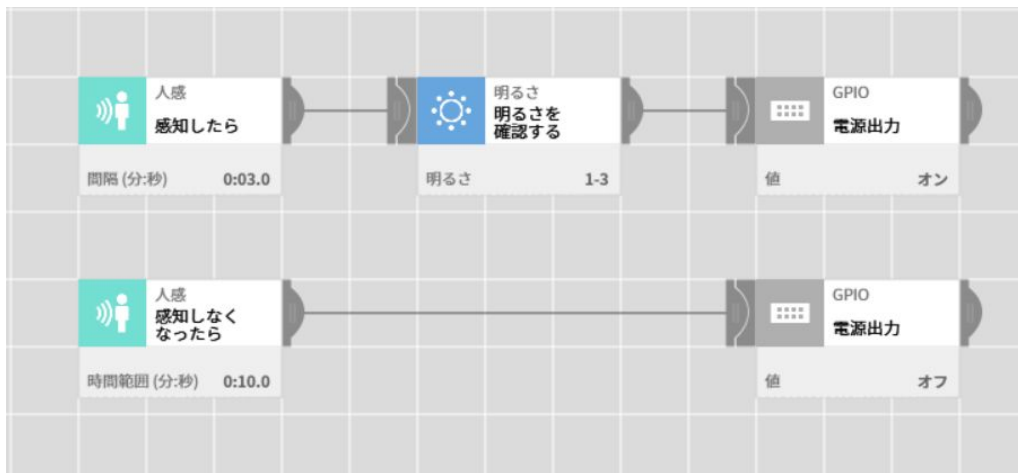 人感
感知したら
間隔 (分:秒) 0:03.0
明るさ
明るさを
確認する
明るさ 1-3
GPIO
電源出力
値 オン
人感
感知しなく
なったら
時間範囲 (分:秒) 0:10.0
GPIO
電源出力
値 オフ